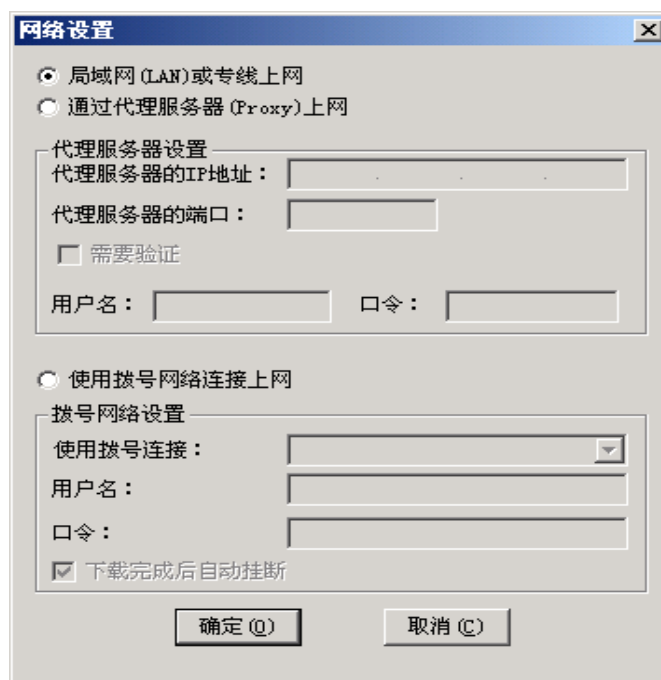 网络设置
局域网(LAN)或专线上网
通过代理服务器(Proxy)上网
代理服务器设置
代理服务器的IP地址：
代理服务器的端口：
需要验证
用户名： 口令：
使用拨号网络连接上网
拨号网络设置
使用拨号连接：
用户名：
口令：
下载完成后自动挂断
确定(O) 取消(C)